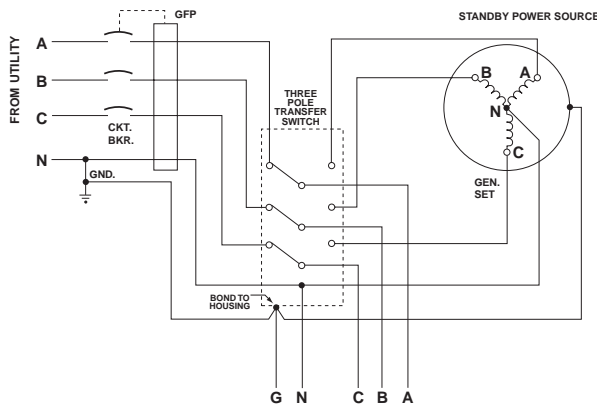 GFP
STANDBY POWER SOURCE
FROM UTILITY
A
B
C
N
CKT.
BKR.
GND.
THREE
POLE
TRANSFER
SWITCH
B
A
N
C
GEN.
SET
BOND TO
HOUSING
G N C B A